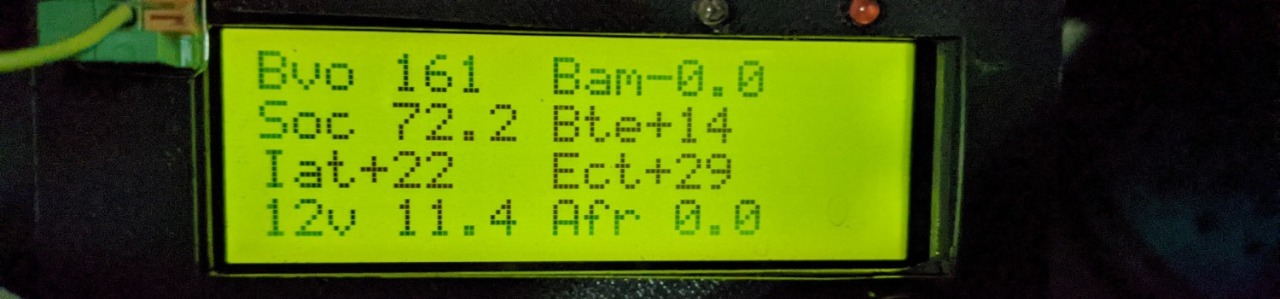 Bvo 161 Bam-0.0
Soc 72.2 Bte+14
Iat+22 Ect+29
12v 11.4 Afr 0.0